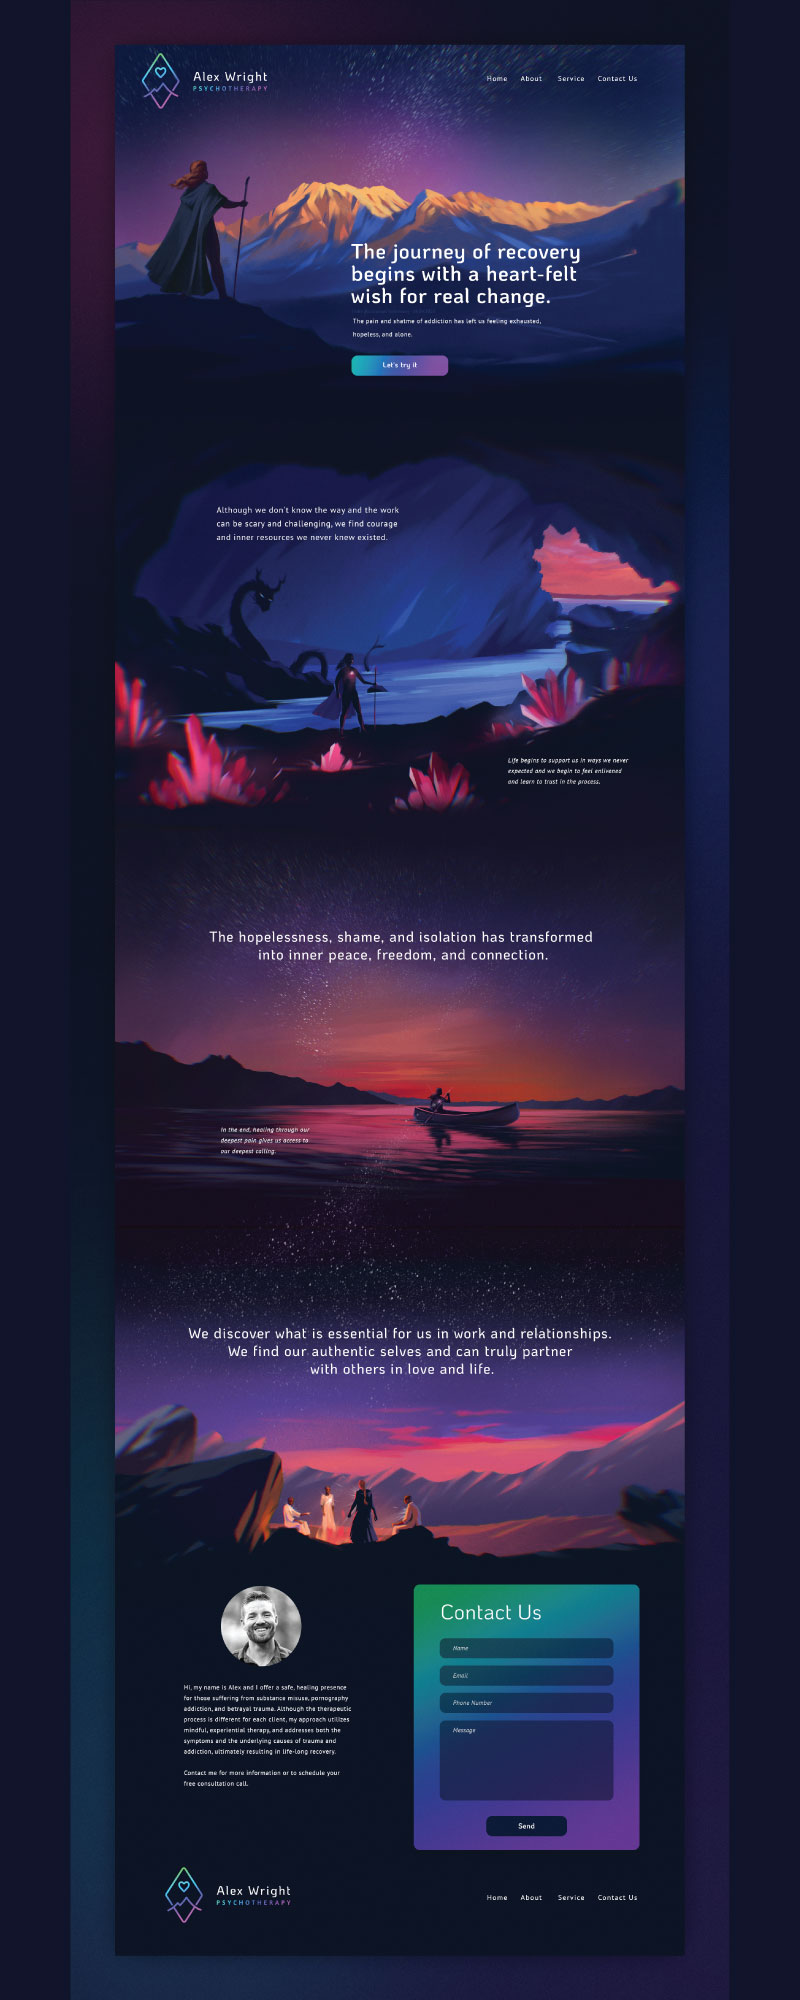 Alex Wright
PSYCHOTHERAPY
Home About Service Contact Us
The journey of recovery
begins with a heart-felt
wish for real change.
The pain and shatme of addiction has left us feeling exhausted,
hopeless, and alone.
Let's try it
Although we don't know the way and the work
can be scary and challenging, we find courage
and inner resources we never knew existed.
Life begins to support us in ways we never
expected and we begin to feel enlivened
and learn to trust in the process.
The hopelessness, shame, and isolation has transformed
into inner peace, freedom, and connection.
In the end, healing through our
deepest pain gives us access to
our deepest calling.
We discover what is essential for us in work and relationships.
We find our authentic selves and can truly partner
with others in love and life.
Hi, my name is Alex and I offer a safe, healing presence
for those suffering from substance misuse, pornography
addiction, and betrayal trauma. Although the therapeutic
process is different for each client, my approach utilizes
mindful, experiential therapy, and addresses both the
symptoms and the underlying causes of trauma and
addiction, ultimately resulting in life-long recovery.
Contact me for more information or to schedule your
free consultation call.
Contact Us
Name
Email
Phone Number
Message
Send
Alex Wright
PSYCHOTHERAPY
Home About Service Contact Us